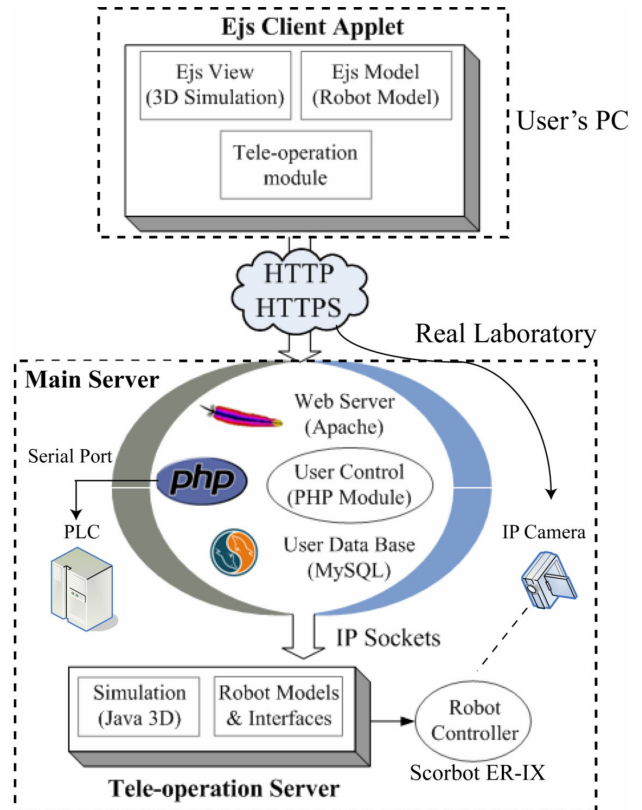 Ejs Client Applet
Ejs View
(3D Simulation)
Ejs Model
(Robot Model)
Tele-operation
module
User's PC
HTTP
HTTPS
Real Laboratory
Main Server
Web Server
(Apache)
Serial Port
php
User Control
(PHP Module)
PLC
IP Camera
User Data Base
(MySQL)
IP Sockets
Simulation
(Java 3D)
Robot Models
& Interfaces
Robot
Controller
Scorbot ER-IX
Tele-operation Server